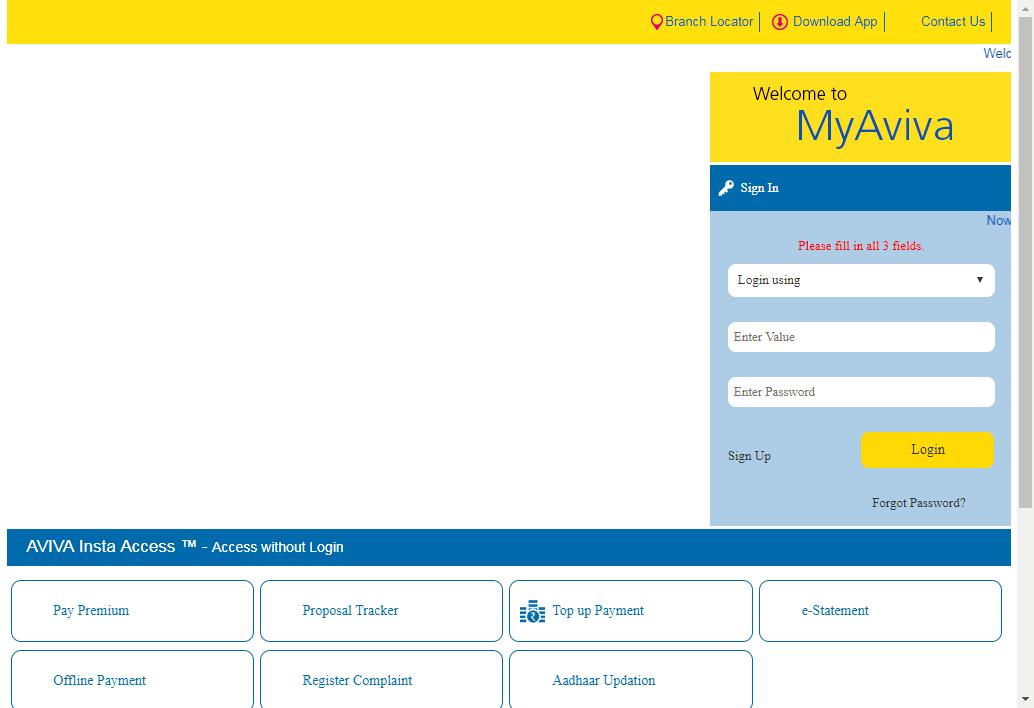 Branch Locator
Download App
Contact Us
Welc
Welcome to
MyAviva
Sign In
Now
Please fill in all 3 fields.
Login using
Enter Value
Enter Password
Sign Up
Login
Forgot Password?
AVIVA Insta Access ™ - Access without Login
Pay Premium
Proposal Tracker
Top up Payment
e-Statement
Offline Payment
Register Complaint
Aadhaar Updation